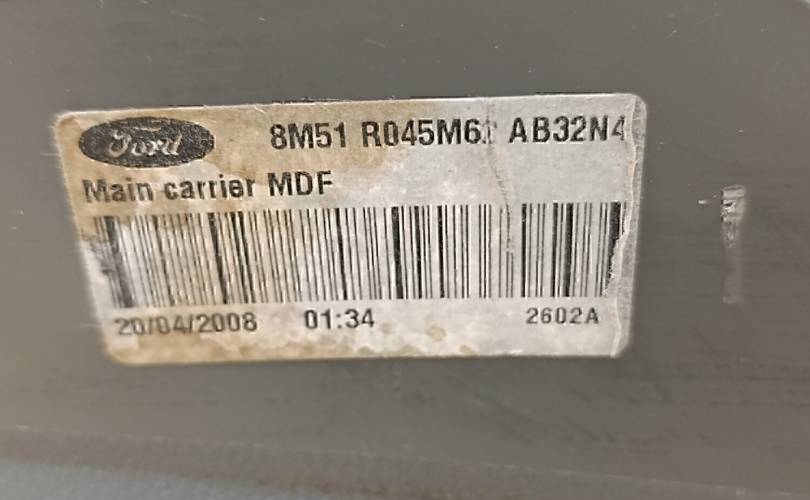 Ford
8M51 AB32N4
Main carrier MDF
20/04/2008 01:34 2602A